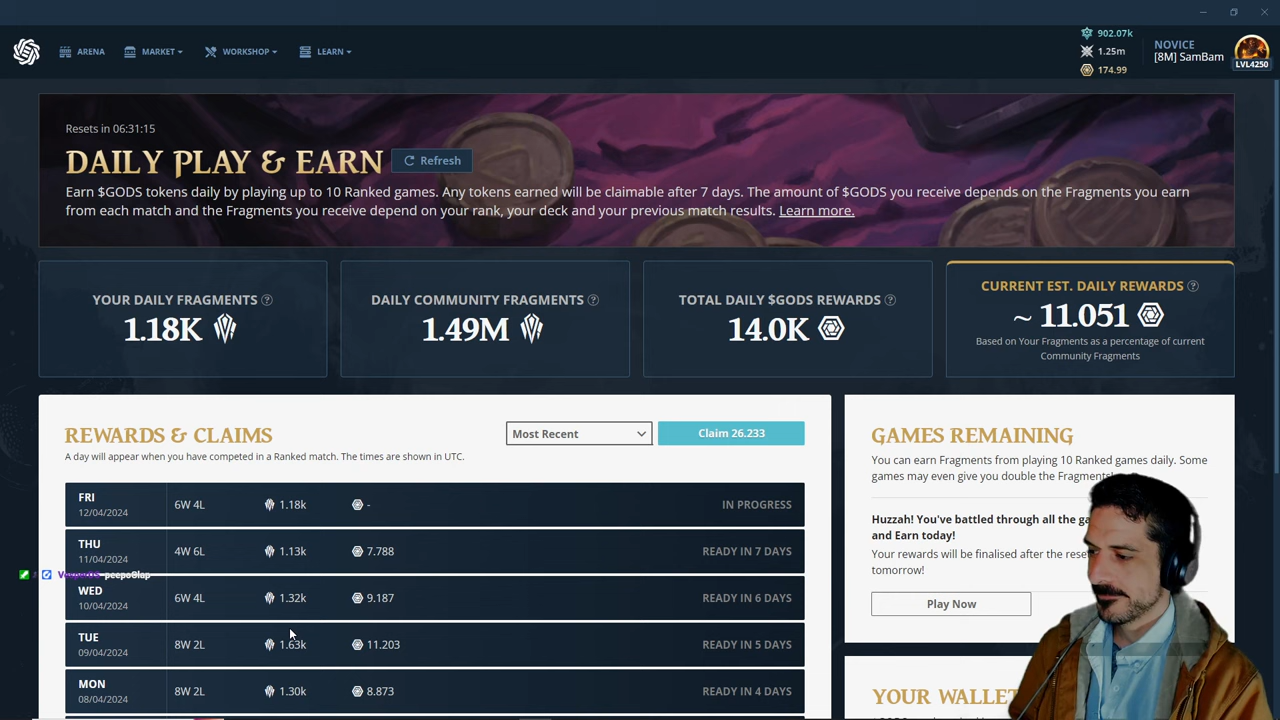 ARENA
MARKET
WORKSHOP
LEARN
902.07k
1.25m
174.99
NOVICE
[8M] SamBam
LVL4250
Resets in 06:31:15
DAILY PLAY & EARN
Refresh
Earn $GODS tokens daily by playing up to 10 Ranked games. Any tokens earned will be claimable after 7 days. The amount of $GODS you receive depends on the Fragments you earn
from each match and the Fragments you receive depend on your rank, your deck and your previous match results. Learn more.
YOUR DAILY FRAGMENTS
1.18K
DAILY COMMUNITY FRAGMENTS
1.49M
TOTAL DAILY $GODS REWARDS
14.0K
CURRENT EST. DAILY REWARDS
~ 11.051
Based on Your Fragments as a percentage of current
Community Fragments
REWARDS & CLAIMS
Most Recent
Claim 26.233
A day will appear when you have competed in a Ranked match. The times are shown in UTC.
FRI
12/04/2024
6W 4L
1.18k
-
IN PROGRESS
THU
11/04/2024
4W 6L
1.13k
7.788
READY IN 7 DAYS
peepoClap
WED
10/04/2024
6W 4L
1.32k
9.187
READY IN 6 DAYS
TUE
09/04/2024
8W 2L
1.63k
11.203
READY IN 5 DAYS
MON
08/04/2024
8W 2L
1.30k
8.873
READY IN 4 DAYS
GAMES REMAINING
You can earn Fragments from playing 10 Ranked games daily. Some
games may even give you double the Fragments
Huzzah! You've battled through all the ga
and Earn today!
Your rewards will be finalised after the rese
tomorrow!
Play Now
YOUR WALLET